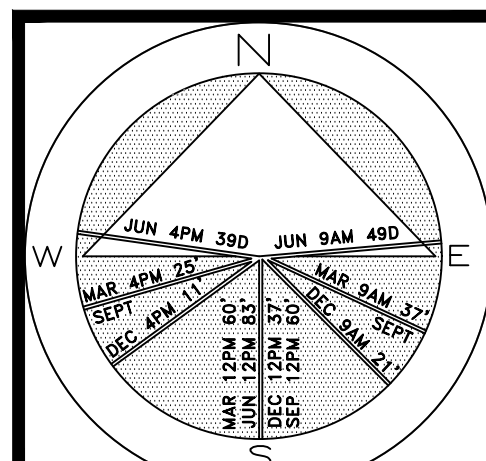 N
JUN 4PM 39D
JUN 9AM 49D
W
E
MAR 4PM 25'
SEPT
MAR 9AM 37'
SEPT
DEC 4PM 11'
DEC 9AM 21'
MAR 12PM 60'
JUN 12PM 83'
DEC 12PM 37'
SEP 12PM 60'
S